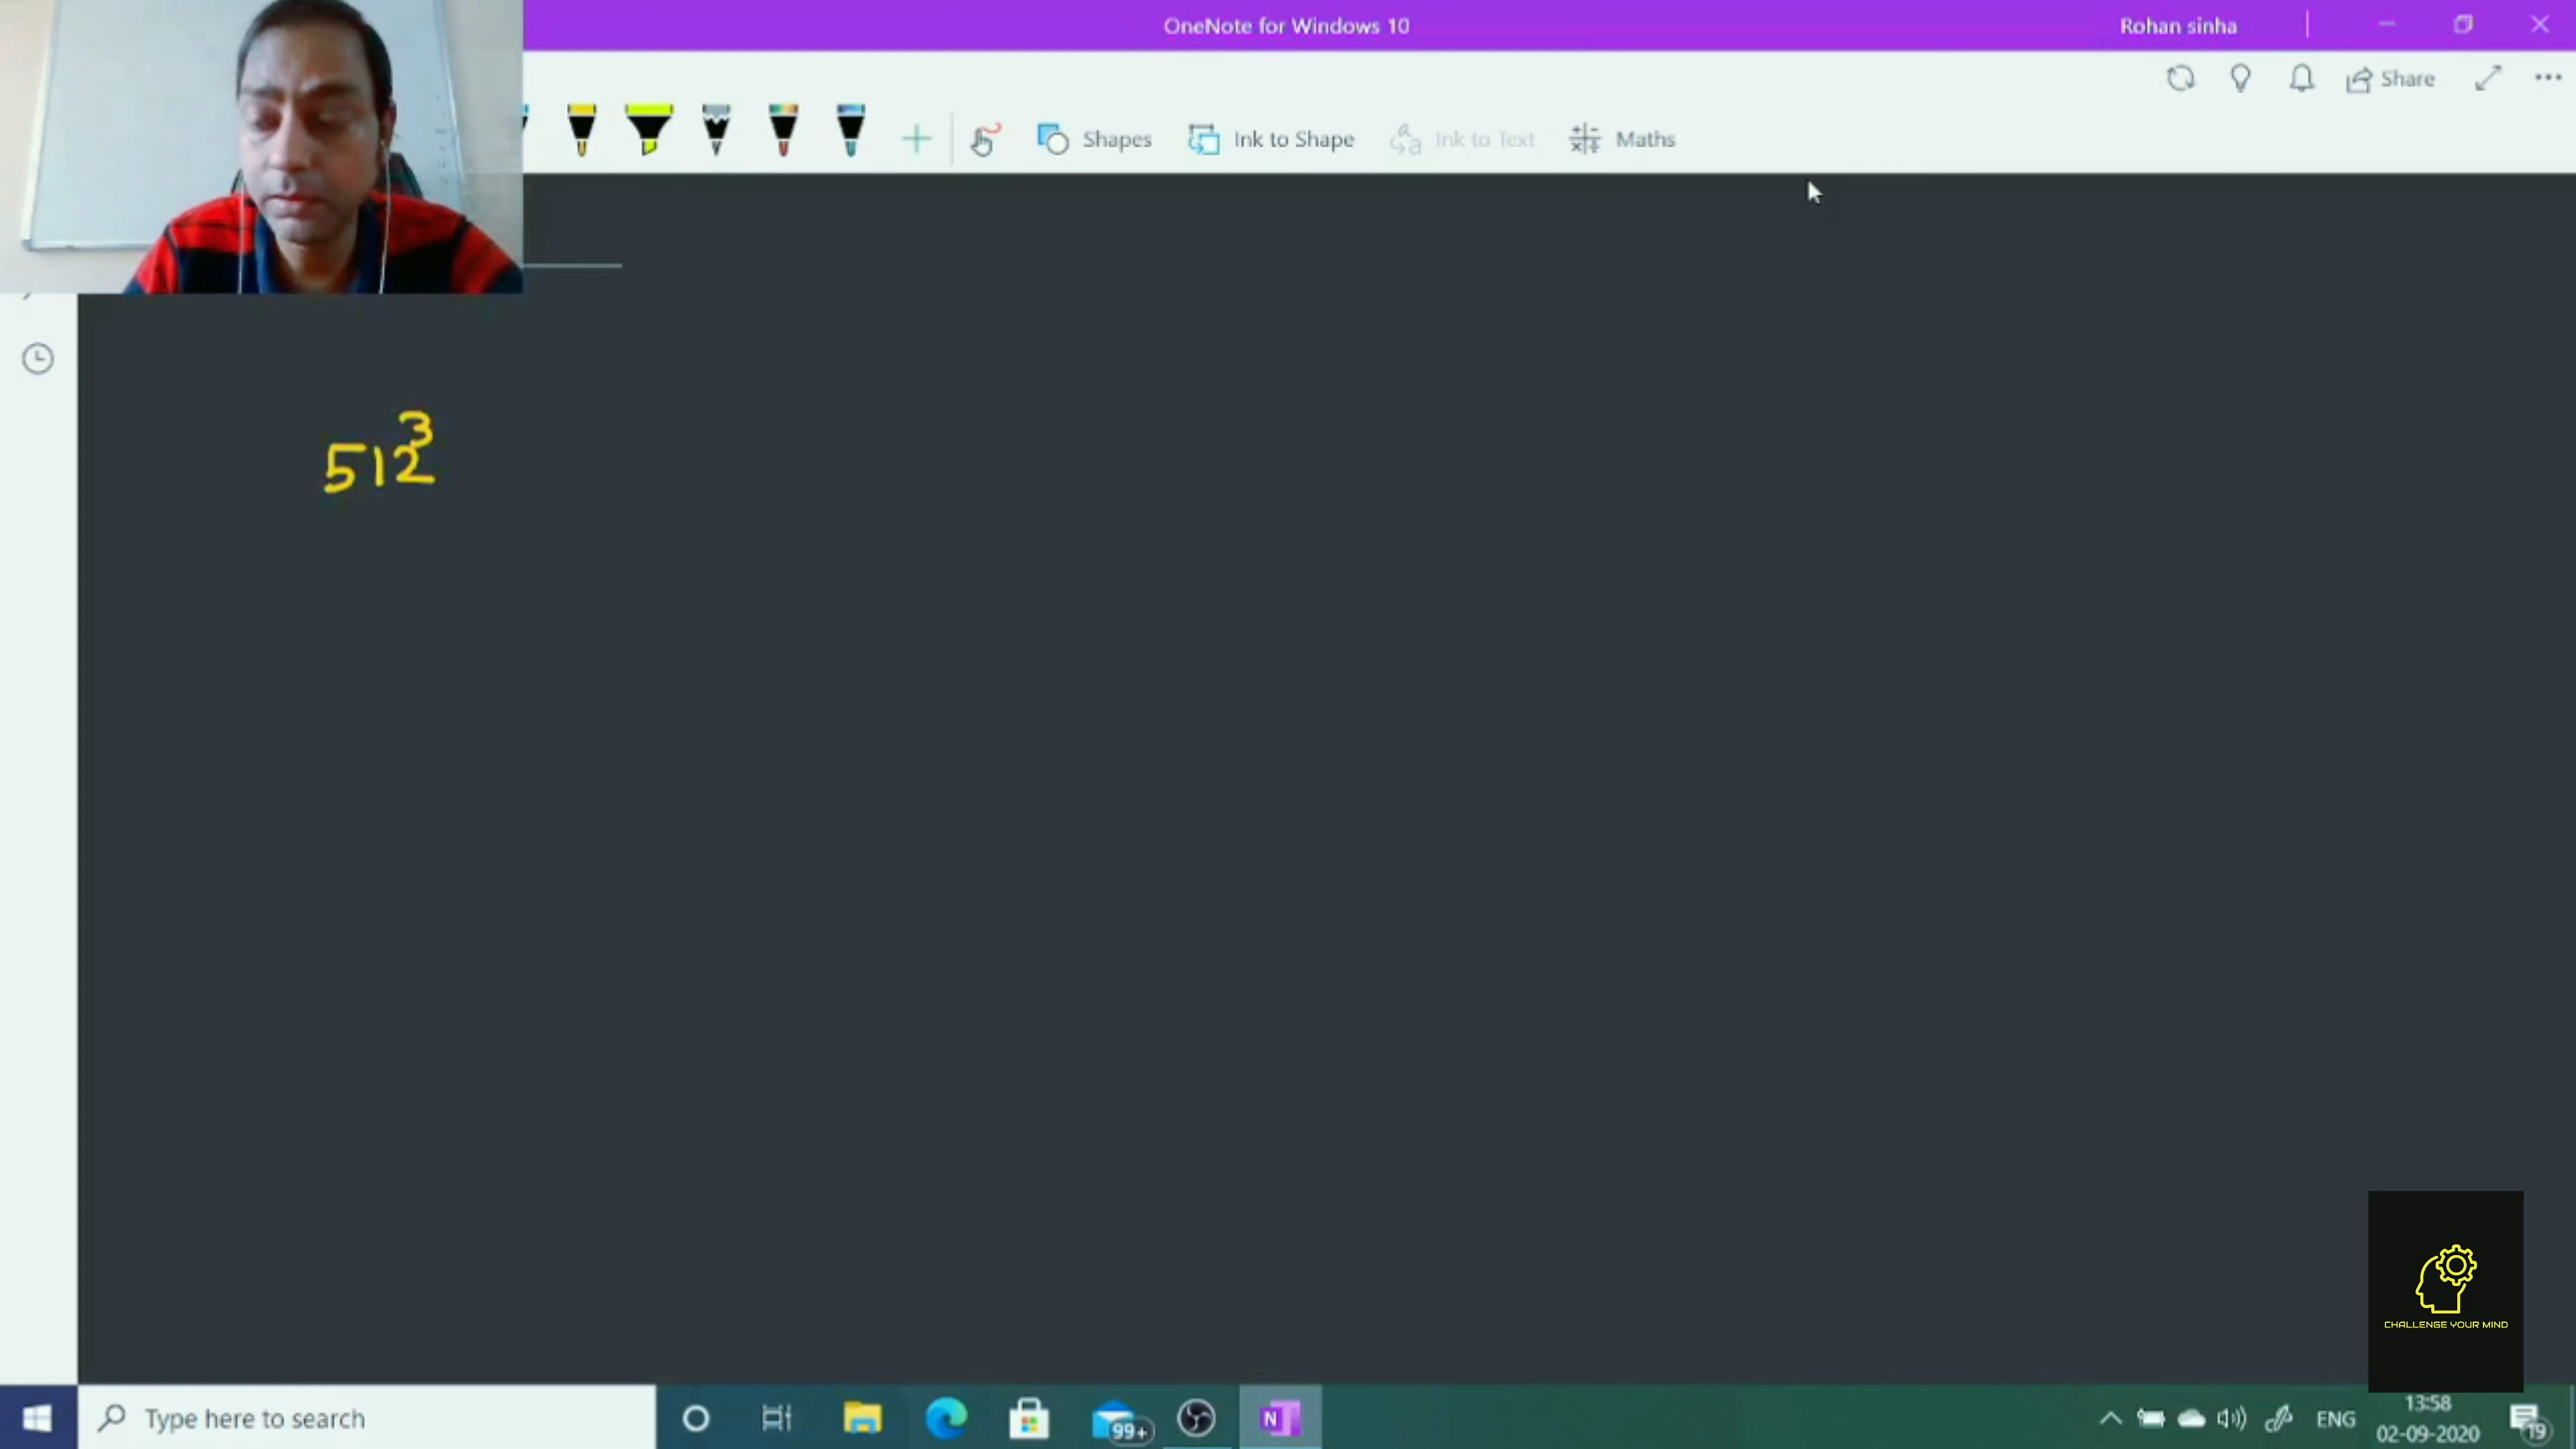 OneNote for Windows 10 Rohan sinha
Share
Shapes Ink to Shape Ink to Text Maths
512³
CHALLENGE YOUR MIND
Type here to search 99+ N ENG 13:58
02-09-2020 19